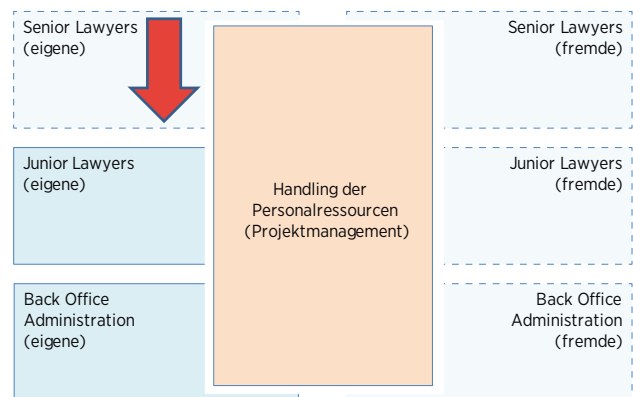 Senior Lawyers
(eigene)
Senior Lawyers
(fremde)
Junior Lawyers
(eigene)
Handling der
Personalressourcen
(Projektmanagement)
Junior Lawyers
(fremde)
Back Office
Administration
(eigene)
Back Office
Administration
(fremde)